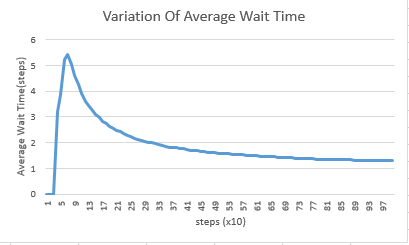 Variation Of Average Wait Time
Average Wait Time(steps)
6
5
4
3
2
1
0
1 5 9 13 17 21 25 29 33 37 41 45 49 53 57 61 65 69 73 77 81 85 89 93 97
steps (x10)